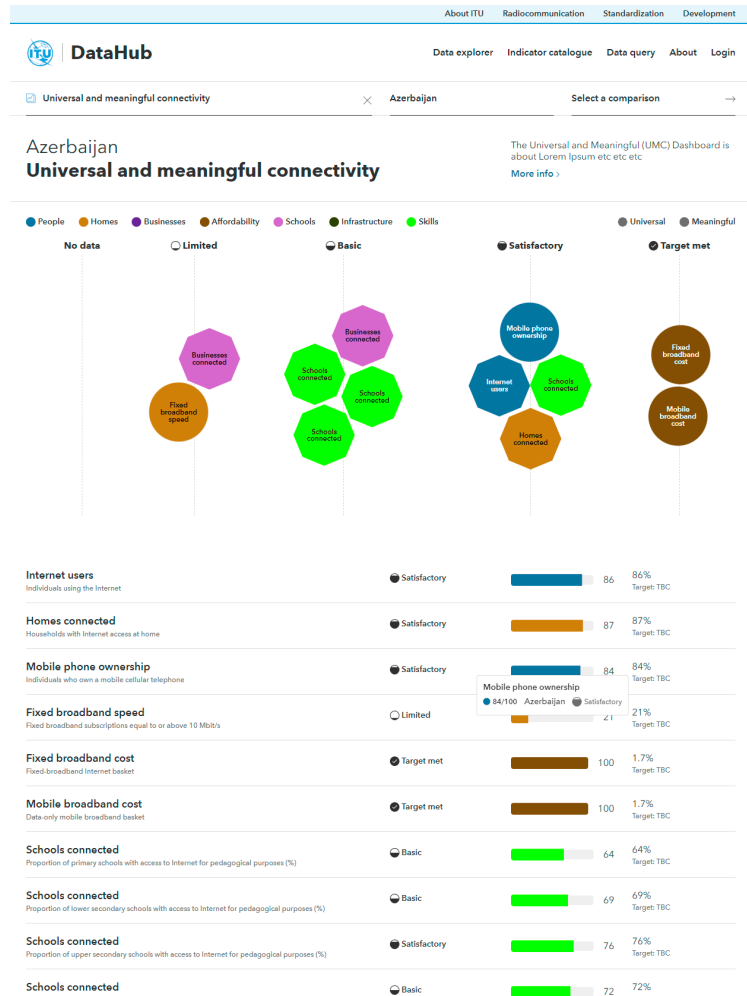 About ITU Radiocommunication Standardization Development
ITU DataHub
Data explorer Indicator catalogue Data query About Login
Universal and meaningful connectivity Azerbaijan Select a comparison →
Azerbaijan
Universal and meaningful connectivity
The Universal and Meaningful (UMC) Dashboard is
about Lorem Ipsum etc etc etc
More info ›
People Homes Businesses Affordability Schools Infrastructure Skills Universal Meaningful
No data Limited Basic Satisfactory Target met
Businesses
connected
Fixed
broadband
speed
Businesses
connected
Schools
connected
Schools
connected
Schools
connected
Mobile phone
ownership
Internet
users
Schools
connected
Homes
connected
Fixed
broadband
cost
Mobile
broadband
cost
Internet users
Individuals using the Internet
Satisfactory
86
86%
Target: TBC
Homes connected
Households with Internet access at home
Satisfactory
87
87%
Target: TBC
Mobile phone ownership
Individuals who own a mobile cellular telephone
Satisfactory
84
84%
Target: TBC
Mobile phone ownership
84/100 Azerbaijan Satisfactory
Fixed broadband speed
Fixed broadband subscriptions equal to or above 10 Mbit/s
Limited
21
21%
Target: TBC
Fixed broadband cost
Fixed-broadband Internet basket
Target met
100
1.7%
Target: TBC
Mobile broadband cost
Data-only mobile broadband basket
Target met
100
1.7%
Target: TBC
Schools connected
Proportion of primary schools with access to Internet for pedagogical purposes (%)
Basic
64
64%
Target: TBC
Schools connected
Proportion of lower secondary schools with access to Internet for pedagogical purposes (%)
Basic
69
69%
Target: TBC
Schools connected
Proportion of upper secondary schools with access to Internet for pedagogical purposes (%)
Satisfactory
76
76%
Target: TBC
Schools connected
Basic
72
72%